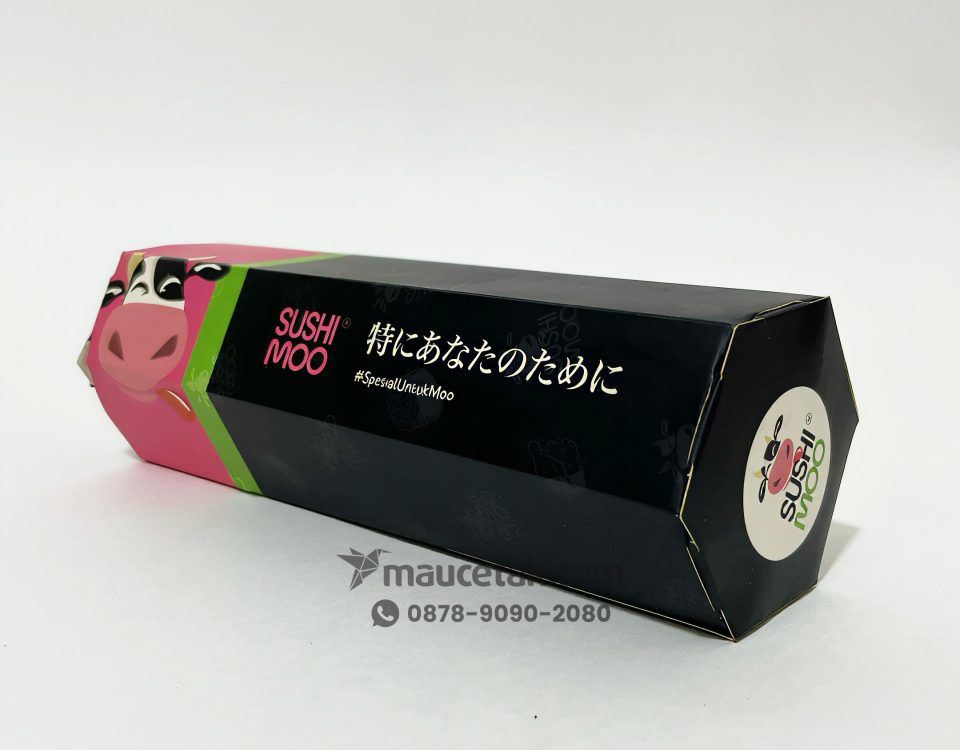 SUSHI
MOO ®
特にあなたのために
#SpesialUntukMoo
SUSHI ®
MOO
maucetak.com
0878-9090-2080